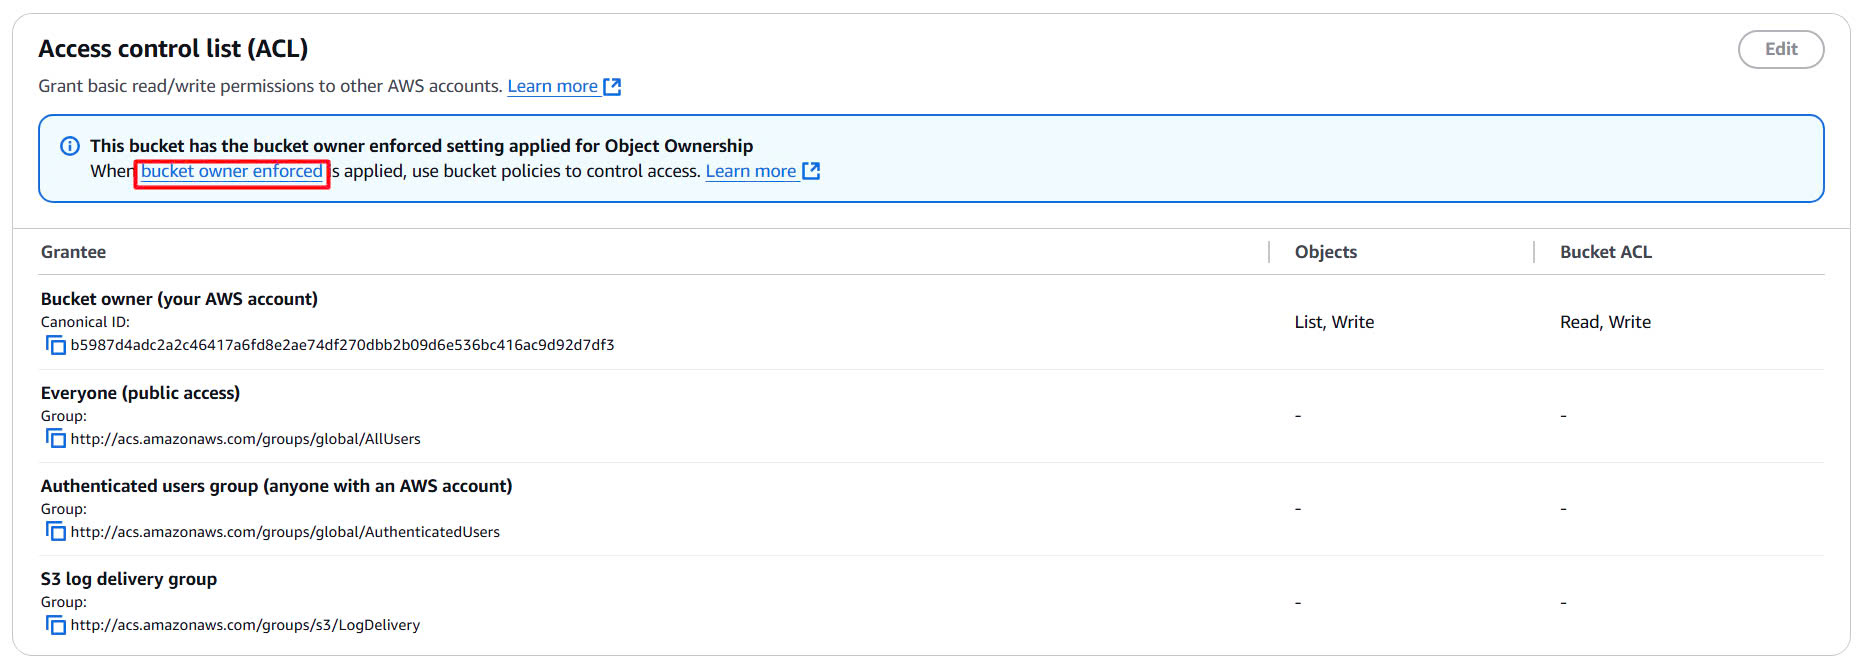 Access control list (ACL)
Edit
Grant basic read/write permissions to other AWS accounts. Learn more
This bucket has the bucket owner enforced setting applied for Object Ownership
When bucket owner enforced is applied, use bucket policies to control access. Learn more
Grantee Objects Bucket ACL
Bucket owner (your AWS account)
Canonical ID:
List, Write Read, Write
b5987d4adc2a2c46417a6fd8e2ae74df270dbb2b09d6e536bc416ac9d92d7df3
Everyone (public access)
Group:
- -
http://acs.amazonaws.com/groups/global/AllUsers
Authenticated users group (anyone with an AWS account)
Group:
- -
http://acs.amazonaws.com/groups/global/AuthenticatedUsers
S3 log delivery group
Group:
- -
http://acs.amazonaws.com/groups/s3/LogDelivery